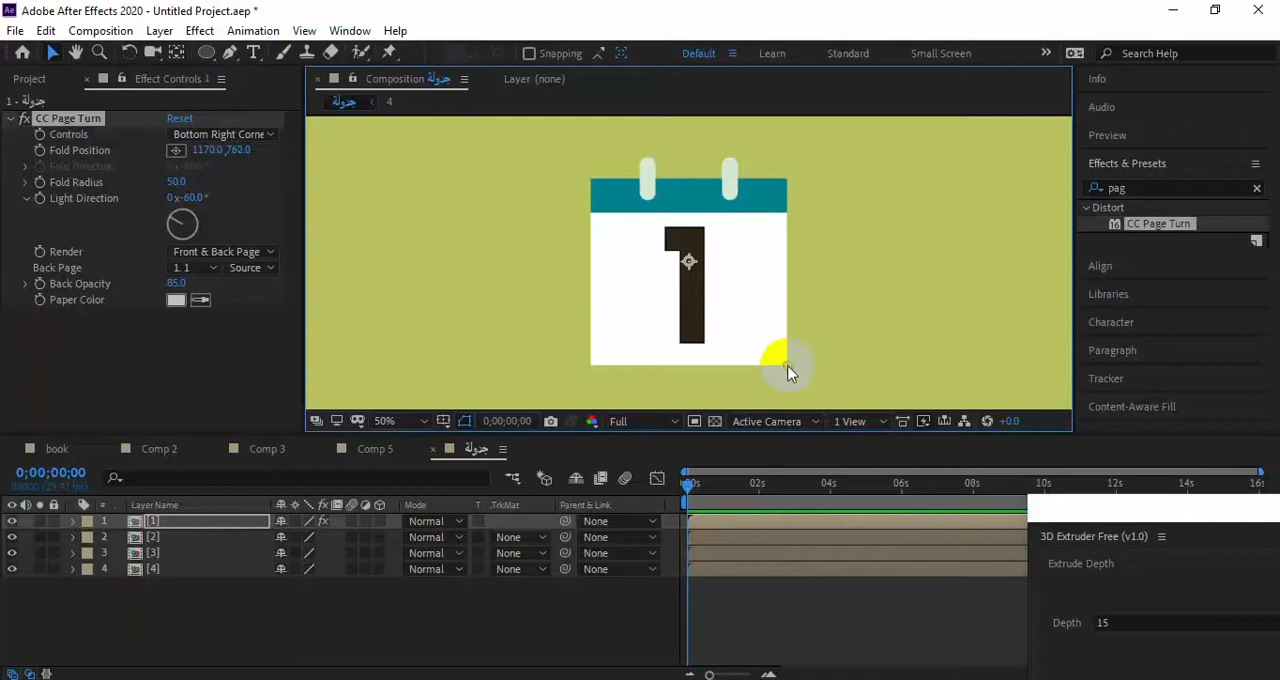 Adobe After Effects 2020 - Untitled Project.aep *
File Edit Composition Layer Effect Animation View Window Help
Snapping Default Learn Standard Small Screen Search Help
Project Effect Controls 1 Composition جدولة Layer (none) Info
1 - جدولة جدولة 4 Audio
CC Page Turn Reset
Controls Bottom Right Corne Preview
Fold Position 1170.0,762.0
Effects & Presets
Fold Radius 50.0 pag
Light Direction 0 x-60.0°
Distort
CC Page Turn
1
Render Front & Back Page
Back Page 1. 1 Source
Align
Back Opacity 85.0 Libraries
Paper Color
Character
Paragraph
Tracker
Content-Aware Fill
50% 0;00;00;00 Full Active Camera 1 View +0.0
book Comp 2 Comp 3 Comp 5 جدولة
0;00;00;00
02s 04s 06s 08s 10s 12s 14s 16s
# Layer Name Mode T .TrkMat Parent & Link
1 [1] Normal None
2 [2] Normal None None
3 [3] Normal None None
4 [4] Normal None None
3D Extruder Free (v1.0)
Extrude Depth
Depth 15